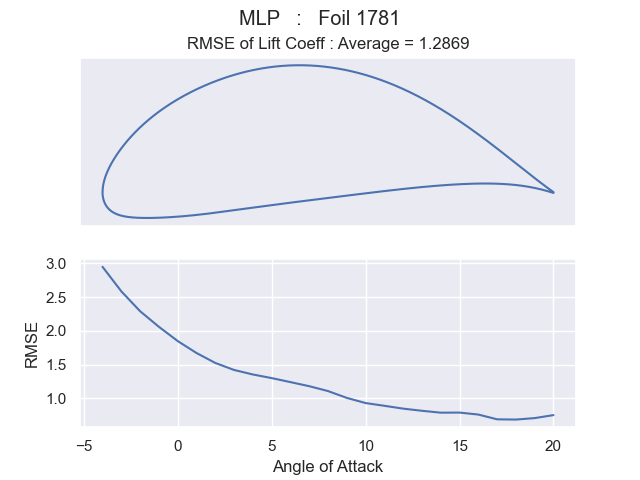 MLP : Foil 1781
RMSE of Lift Coeff : Average = 1.2869
3.0
2.5
2.0
1.5
1.0
RMSE
−5 0 5 10 15 20
Angle of Attack